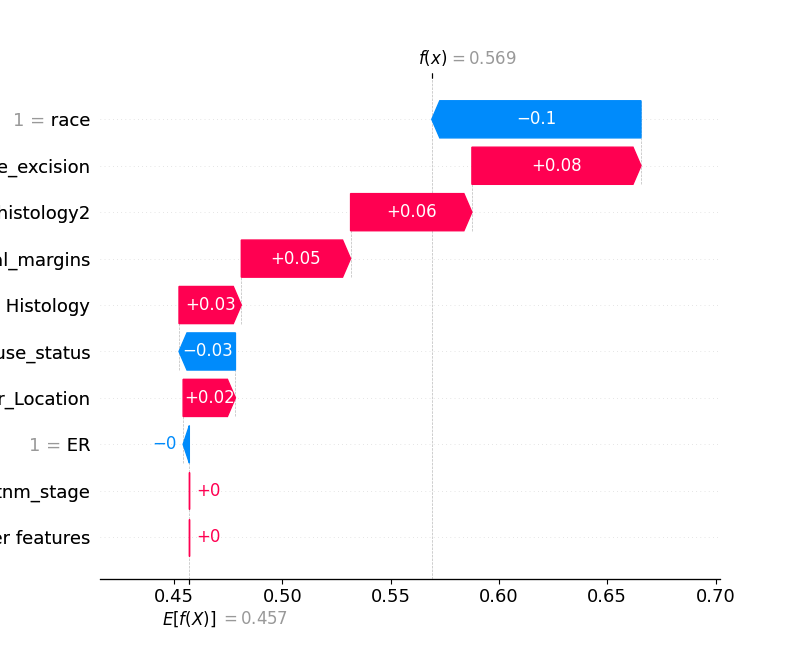 f(x) = 0.569
1 = race
−0.1
e_excision
+0.08
histology2
+0.06
al_margins
+0.05
Histology
+0.03
use_status
−0.03
r_Location
+0.02
1 = ER
−0
tnm_stage
+0
er features
+0
0.45 0.50 0.55 0.60 0.65 0.70
E[f(X)] = 0.457